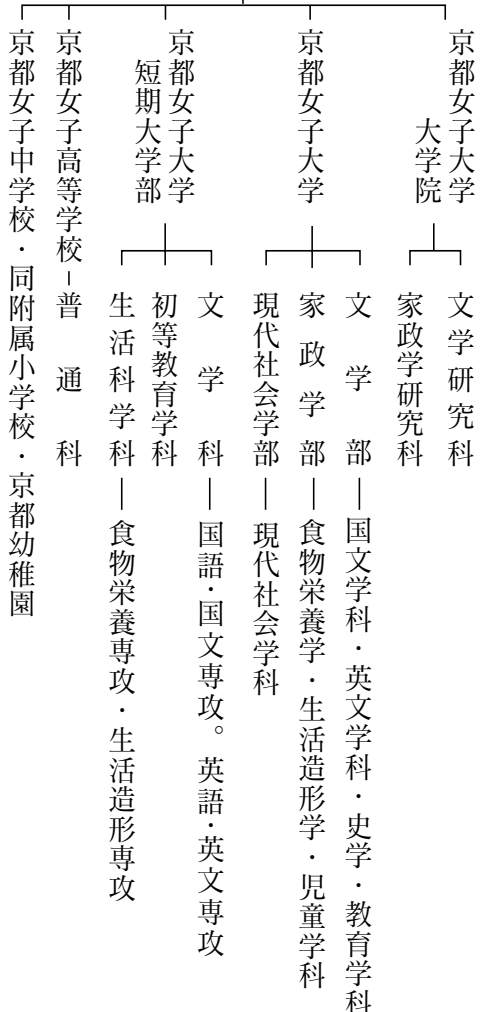 京都女子大学
大学院
文学研究科
家政学研究科
京都女子大学
文学部―国文学科・英文学科・史学・教育学科
家政学部―食物栄養学・生活造形学・児童学科
現代社会学部―現代社会学科
京都女子大学
短期大学部
文学科―国語・国文専攻。英語・英文専攻
初等教育学科
生活科学科―食物栄養専攻・生活造形専攻
京都女子高等学校－普通科
京都女子中学校・同附属小学校・京都幼稚園